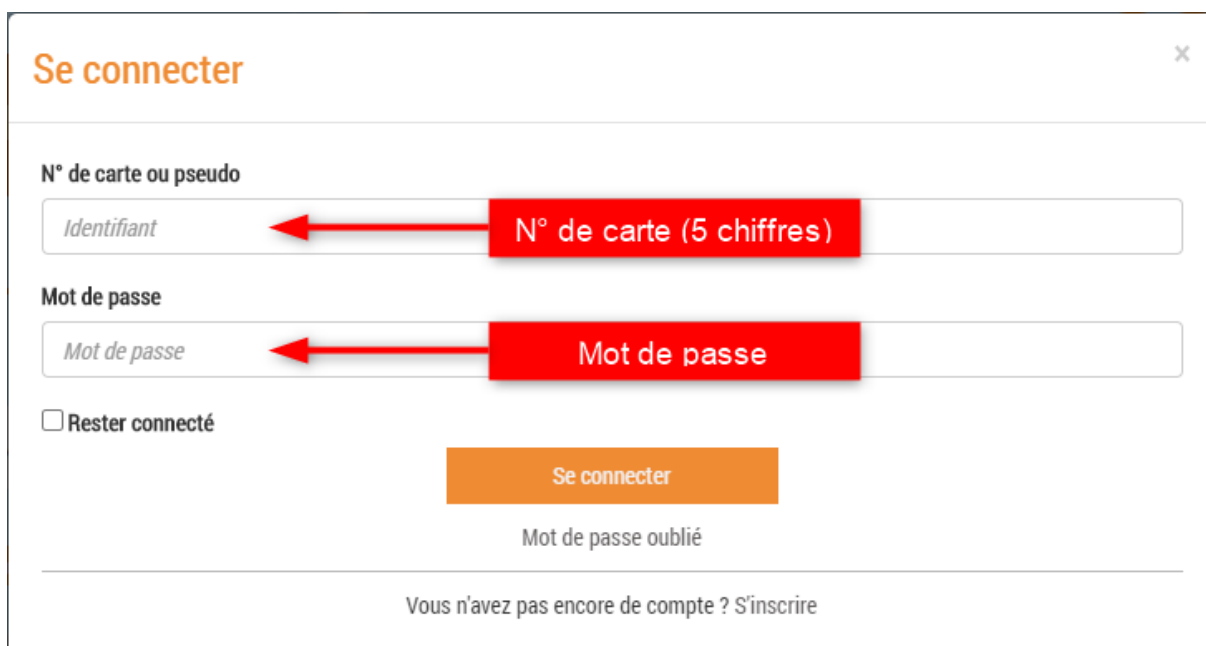 Se connecter
×
N° de carte ou pseudo
Identifiant
N° de carte (5 chiffres)
Mot de passe
Mot de passe
Mot de passe
Rester connecté
Se connecter
Mot de passe oublié
Vous n'avez pas encore de compte ? S'inscrire